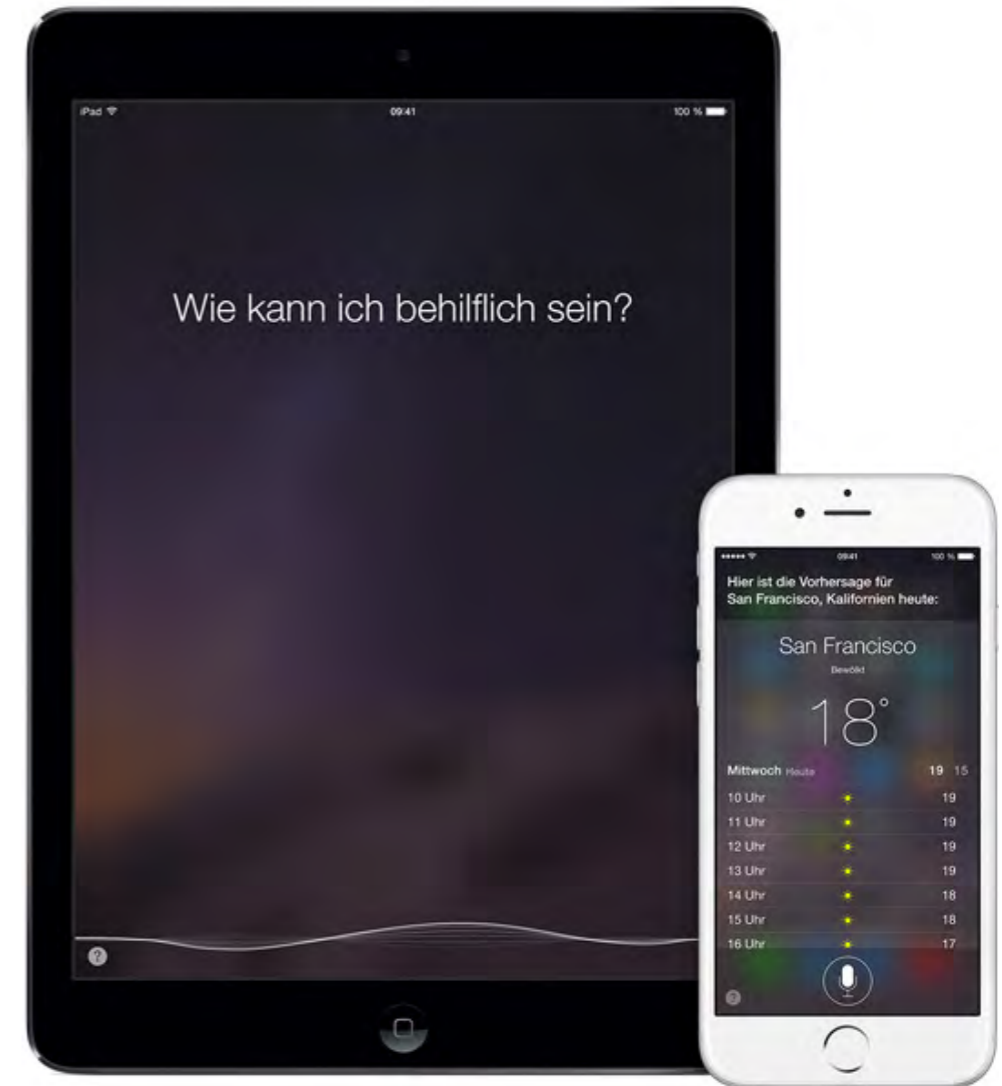 iPad 09:41 100 %
Wie kann ich behilflich sein?
?
09:41 100 %
Hier ist die Vorhersage für
San Francisco, Kalifornien heute:
San Francisco
Bewölkt
18°
Mittwoch Heute 19 15
10 Uhr 19
11 Uhr 19
12 Uhr 19
13 Uhr 19
14 Uhr 18
15 Uhr 18
16 Uhr 17
?